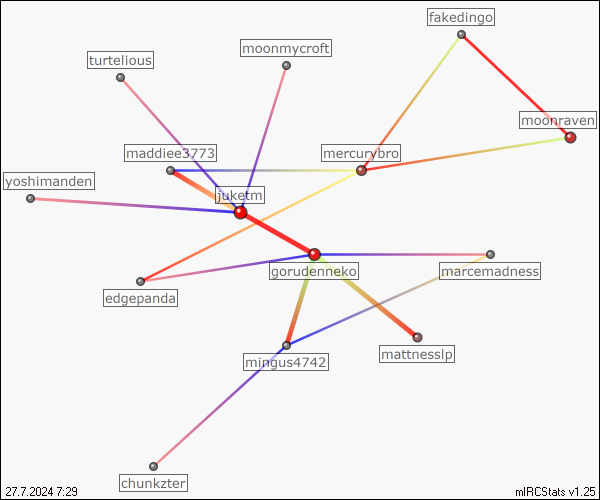 fakedingo
moonmycroft
turtelious
moonraven
maddiee3773
mercurybro
yoshimanden
juketm
gorudenneko
marcemadness
edgepanda
mattnesslp
mingus4742
chunkzter
27.7.2024 7:29
mIRCStats v1.25